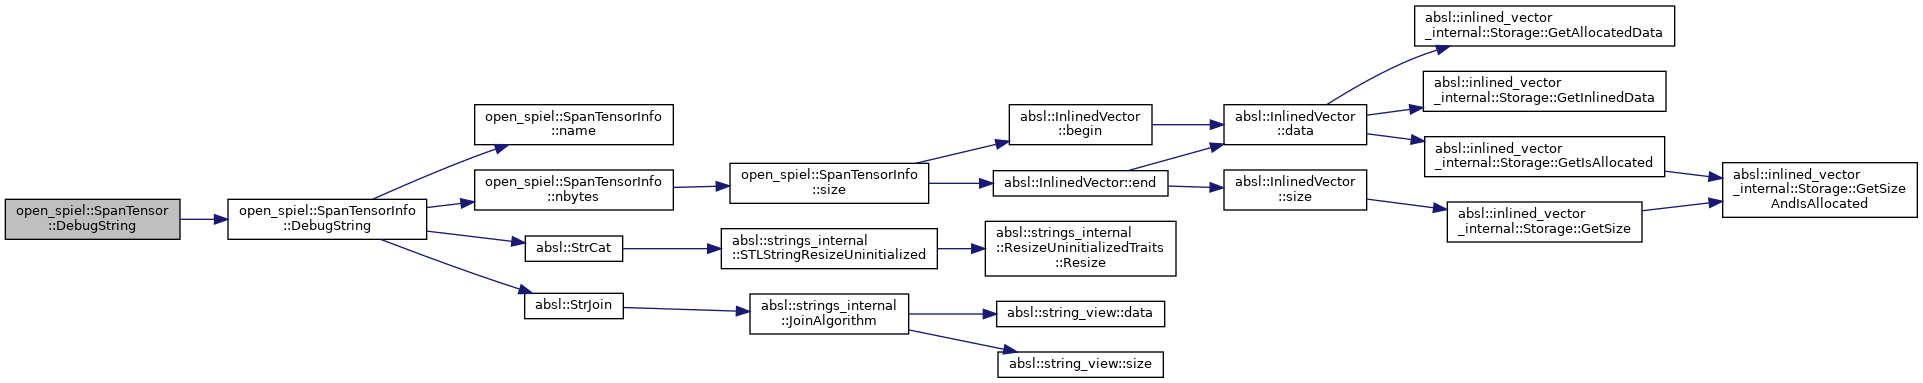 open_spiel::SpanTensor
::DebugString
open_spiel::SpanTensorInfo
::DebugString
open_spiel::SpanTensorInfo
::name
open_spiel::SpanTensorInfo
::nbytes
absl::StrCat
absl::StrJoin
open_spiel::SpanTensorInfo
::size
absl::strings_internal
::STLStringResizeUninitialized
absl::strings_internal
::JoinAlgorithm
absl::InlinedVector
::begin
absl::InlinedVector::end
absl::strings_internal
::ResizeUninitializedTraits
::Resize
absl::string_view::data
absl::string_view::size
absl::InlinedVector
::data
absl::InlinedVector
::size
absl::inlined_vector
_internal::Storage::GetAllocatedData
absl::inlined_vector
_internal::Storage::GetInlinedData
absl::inlined_vector
_internal::Storage::GetIsAllocated
absl::inlined_vector
_internal::Storage::GetSize
absl::inlined_vector
_internal::Storage::GetSize
AndIsAllocated